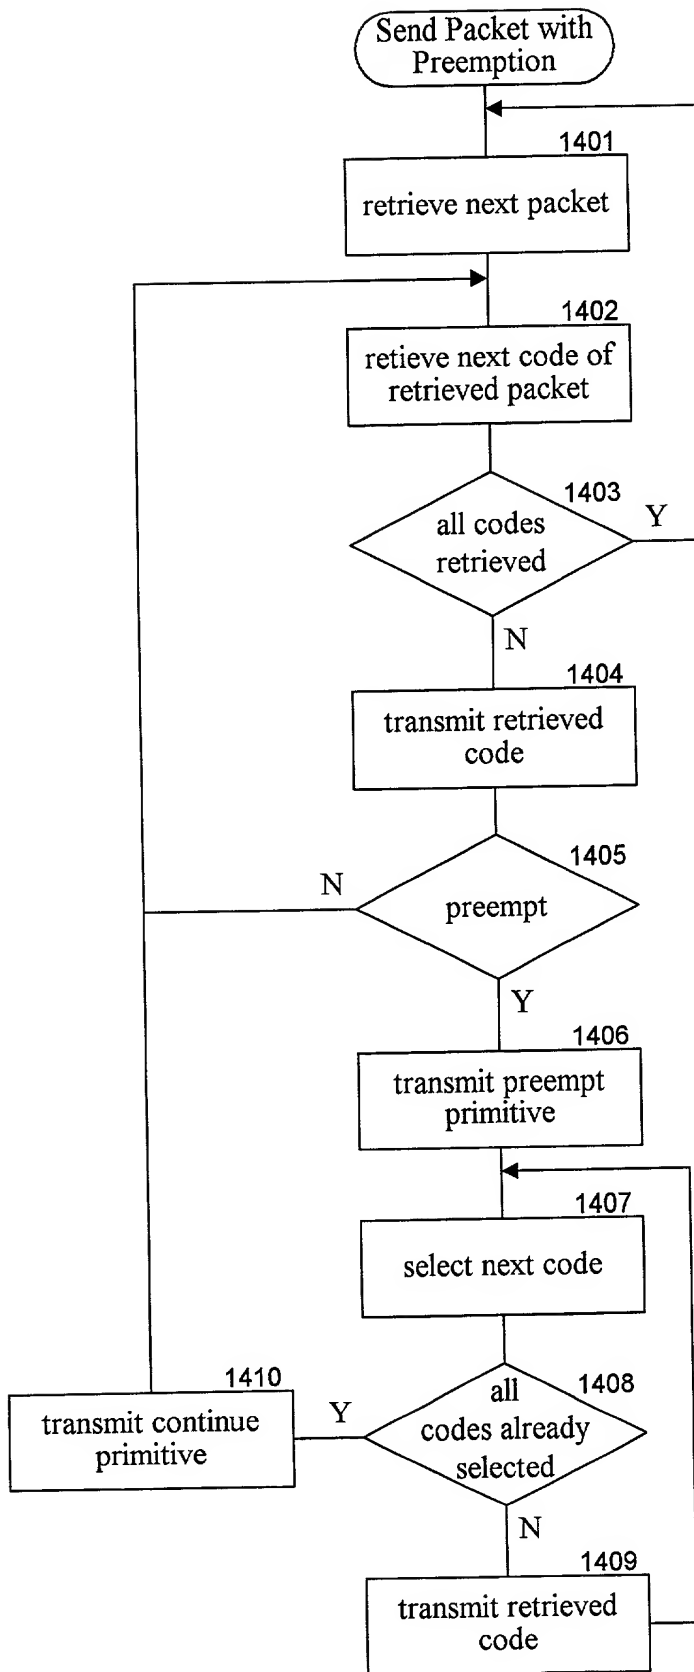 Send Packet with
Preemption
1401
retrieve next packet
1402
retieve next code of
retrieved packet
1403
all codes
retrieved
Y
N
1404
transmit retrieved
code
1405
preempt
N
Y
1406
transmit preempt
primitive
1407
select next code
1408
all
codes already
selected
Y
1410
transmit continue
primitive
N
1409
transmit retrieved
code